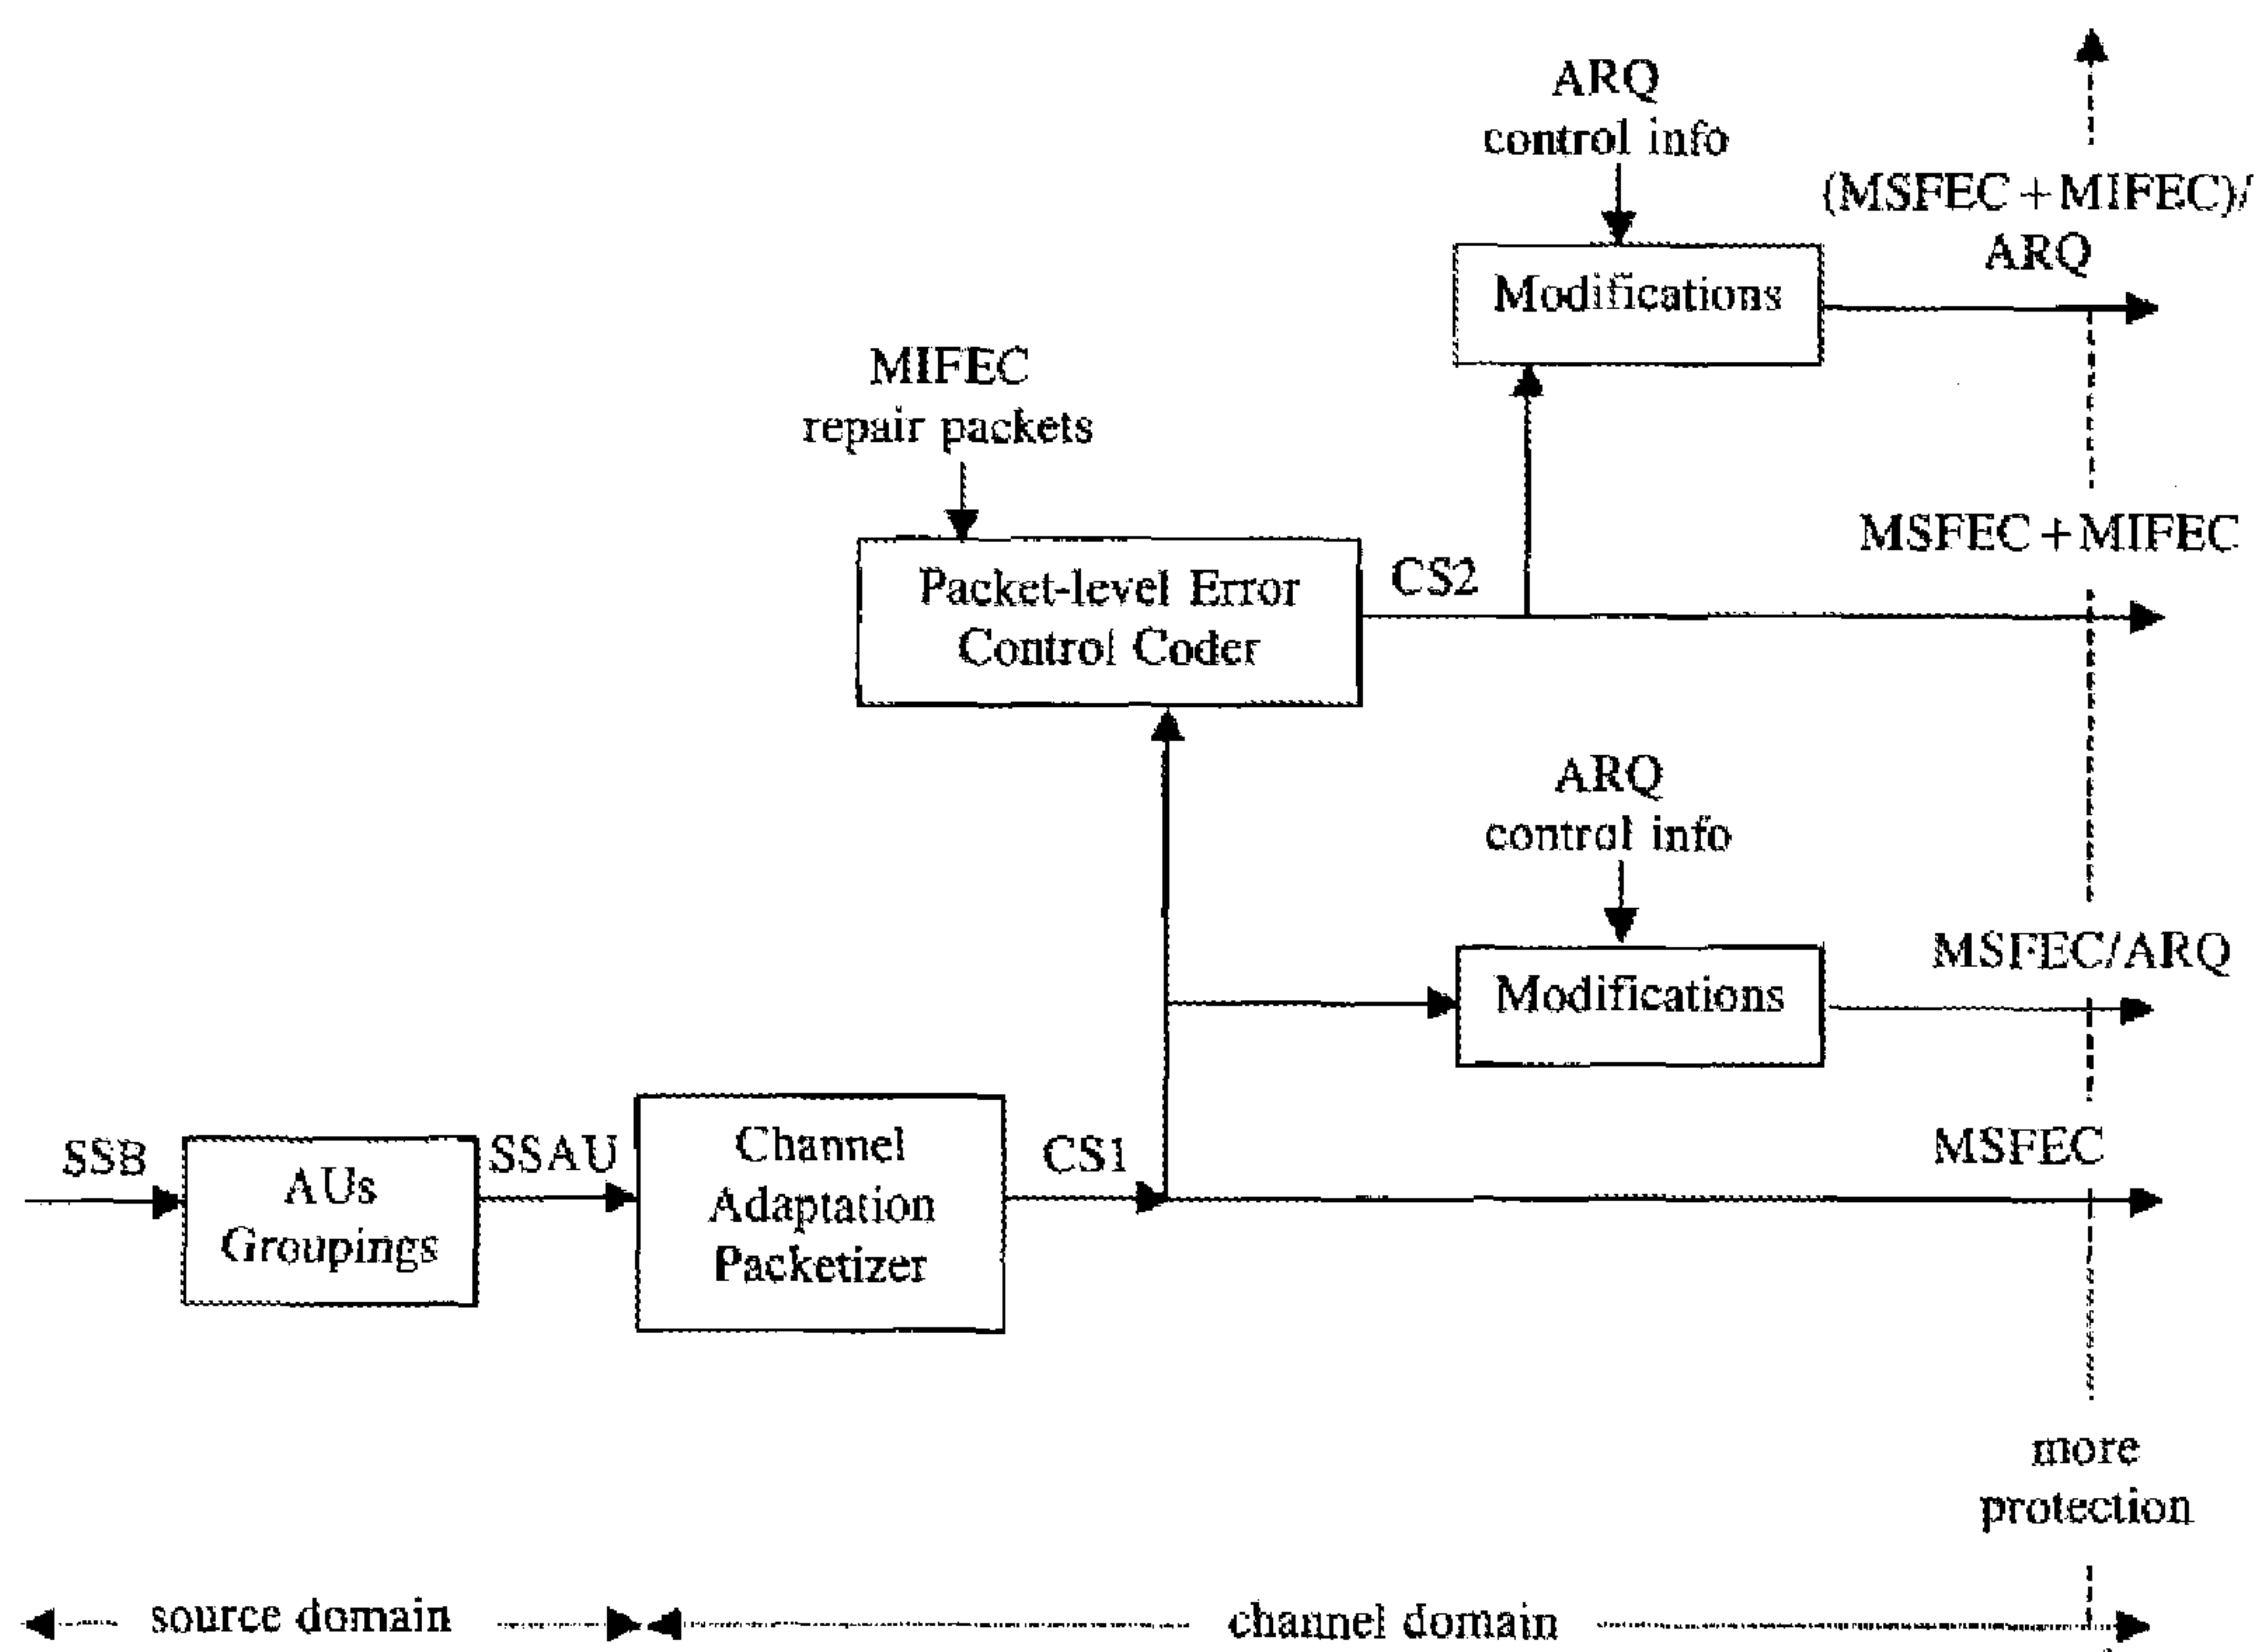 ARQ
control info
(MSFEC + MIFEC)/
ARQ
Modifications
MIFEC
repair packets
MSFEC + MIFEC
Packet-level Error
Control Coder
CS2
ARQ
control info
MSFEC/ARQ
Modifications
MSFEC
SSB
AUs
Groupings
SSAU
Channel
Adaptation
Packetizer
CS1
more
protection
source domain
channel domain